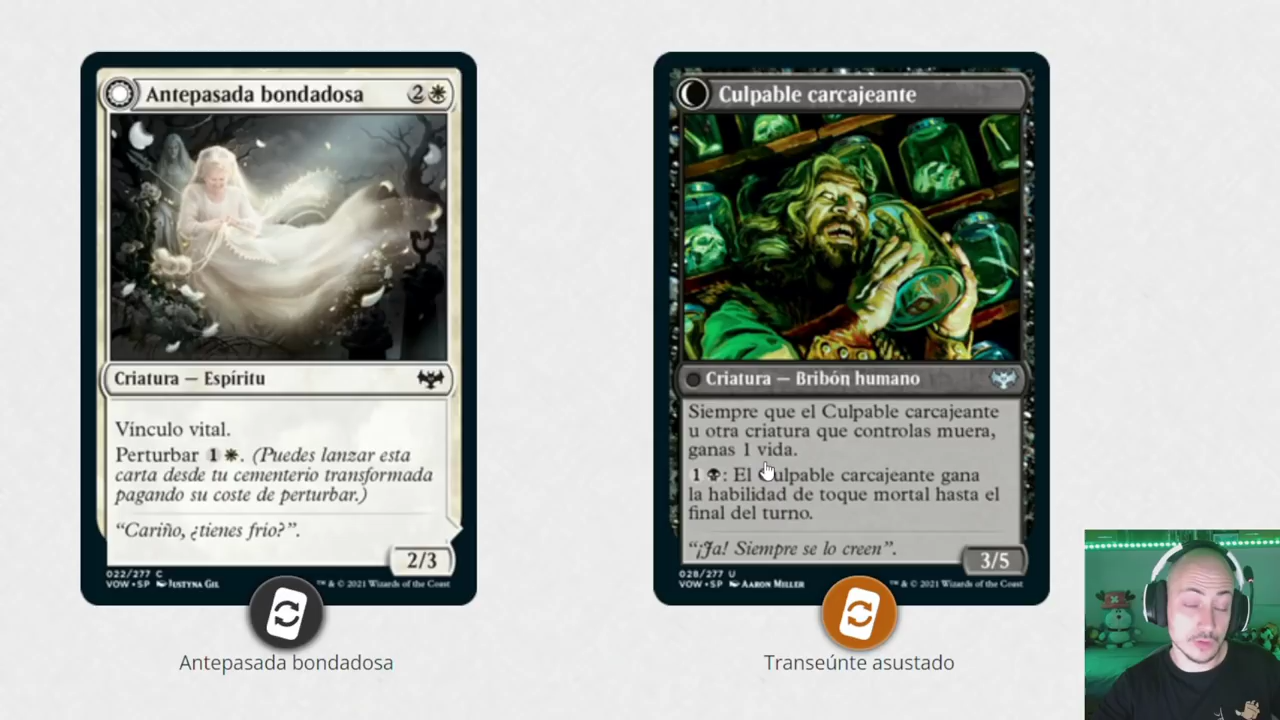 Antepasada bondadosa 2
Criatura — Espíritu
Vínculo vital.
Perturbar 1. (Puedes lanzar esta
carta desde tu cementerio transformada
pagando su coste de perturbar.)
“Cariño, ¿tienes frío?”.
2/3
022/277 C
VOW • SP Justyna Gil
™ & © 2021 Wizards of the Coast
Antepasada bondadosa
Culpable carcajeante
Criatura — Bribón humano
Siempre que el Culpable carcajeante
u otra criatura que controlas muera,
ganas 1 vida.
1: El Culpable carcajeante gana
la habilidad de toque mortal hasta el
final del turno.
“¡Ja! Siempre se lo creen”.
3/5
028/277 U
VOW • SP Aaron Miller
™ & © 2021 Wizards of the Coast
Transeúnte asustado